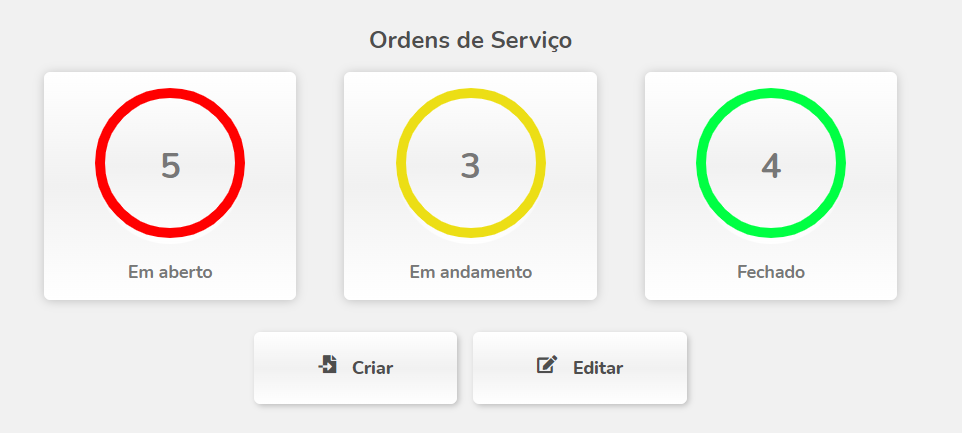 Ordens de Serviço
5
3
4
Em aberto
Em andamento
Fechado
Criar
Editar